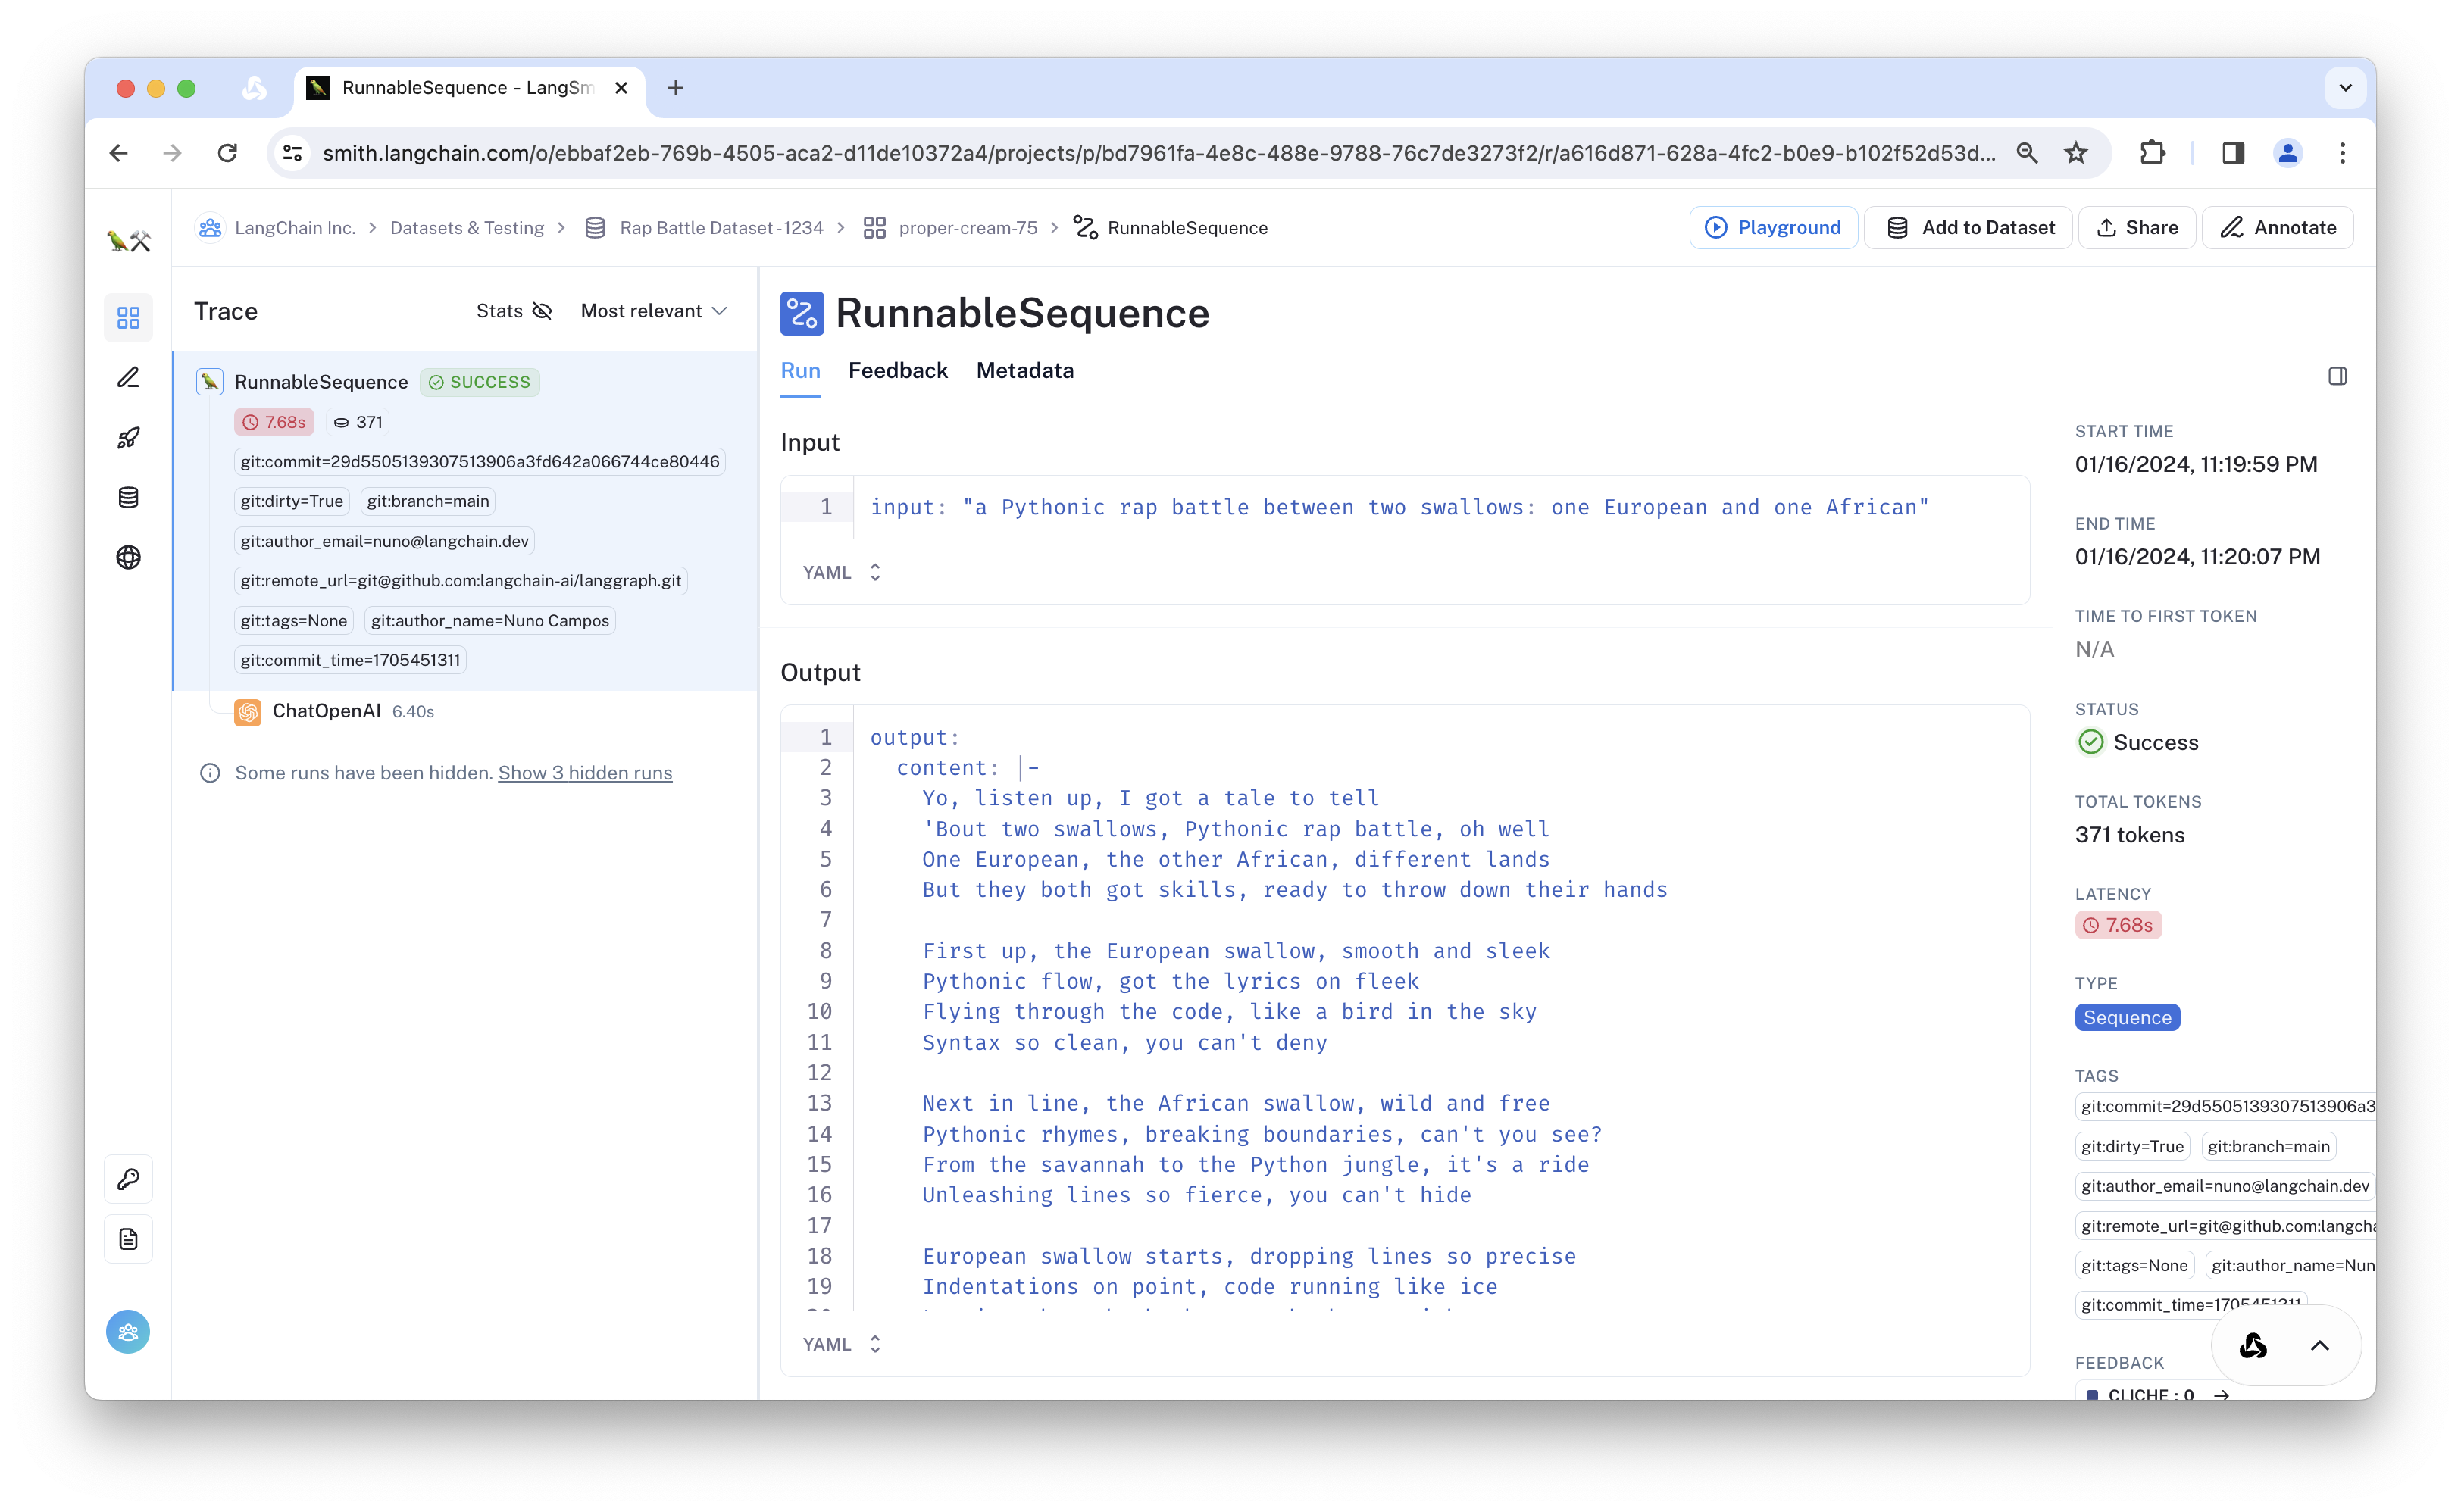 RunnableSequence - LangSm
smith.langchain.com/o/ebbaf2eb-769b-4505-aca2-d11de10372a4/projects/p/bd7961fa-4e8c-488e-9788-76c7de3273f2/r/a616d871-628a-4fc2-b0e9-b102f52d53d...
LangChain Inc. > Datasets & Testing > Rap Battle Dataset - 1234 > proper-cream-75 > RunnableSequence
Playground
Add to Dataset
Share
Annotate
Trace
Stats
Most relevant
RunnableSequence SUCCESS
7.68s 371
git:commit=29d5505139307513906a3fd642a066744ce80446
git:dirty=True git:branch=main
git:author_email=nuno@langchain.dev
git:remote_url=git@github.com:langchain-ai/langgraph.git
git:tags=None git:author_name=Nuno Campos
git:commit_time=1705451311
ChatOpenAI 6.40s
Some runs have been hidden. Show 3 hidden runs
RunnableSequence
Run Feedback Metadata
Input
1 input: "a Pythonic rap battle between two swallows: one European and one African"
YAML
Output
1 output:
2 content: |-
3 Yo, listen up, I got a tale to tell
4 'Bout two swallows, Pythonic rap battle, oh well
5 One European, the other African, different lands
6 But they both got skills, ready to throw down their hands
7
8 First up, the European swallow, smooth and sleek
9 Pythonic flow, got the lyrics on fleek
10 Flying through the code, like a bird in the sky
11 Syntax so clean, you can't deny
12
13 Next in line, the African swallow, wild and free
14 Pythonic rhymes, breaking boundaries, can't you see?
15 From the savannah to the Python jungle, it's a ride
16 Unleashing lines so fierce, you can't hide
17
18 European swallow starts, dropping lines so precise
19 Indentations on point, code running like ice
YAML
START TIME
01/16/2024, 11:19:59 PM
END TIME
01/16/2024, 11:20:07 PM
TIME TO FIRST TOKEN
N/A
STATUS
Success
TOTAL TOKENS
371 tokens
LATENCY
7.68s
TYPE
Sequence
TAGS
git:commit=29d5505139307513906a3
git:dirty=True git:branch=main
git:author_email=nuno@langchain.dev
git:remote_url=git@github.com:langcha
git:tags=None git:author_name=Nun
git:commit_time=1705451311
FEEDBACK
CLICHE : 0